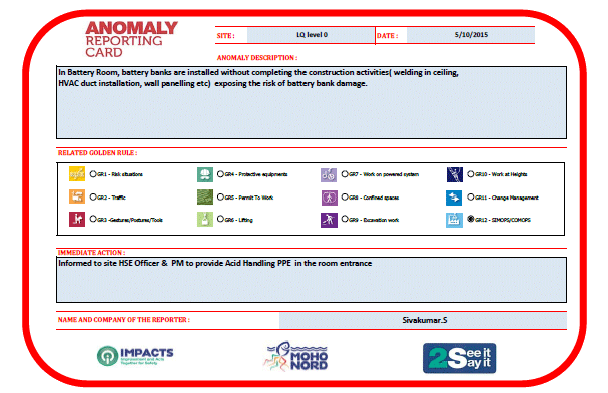 ANOMALY
REPORTING
CARD
SITE : LQ level 0 DATE : 5/10/2015
ANOMALY DESCRIPTION :
In Battery Room, battery banks are installed without completing the construction activities( welding in ceiling,
HVAC duct installation, wall panelling etc) exposing the risk of battery bank damage.
RELATED GOLDEN RULE :
GR1 - Risk situations GR4 - Protective equipments GR7 - Work on powered system GR10 - Work at Heights
GR2 - Traffic GR5 - Permit To Work GR8 - Confined spaces GR11 - Change Management
GR3 -Gestures/Postures/Tools GR6 - Lifting GR9 - Excavation work GR12 - SIMOPS/COMOPS
IMMEDIATE ACTION :
Informed to site HSE Officer & PM to provide Acid Handling PPE in the room entrance
NAME AND COMPANY OF THE REPORTER : Sivakumar.S
IMPACTS
Improvement and Acts
Together for Safety
MOHO
NORD
2 See it
Say it